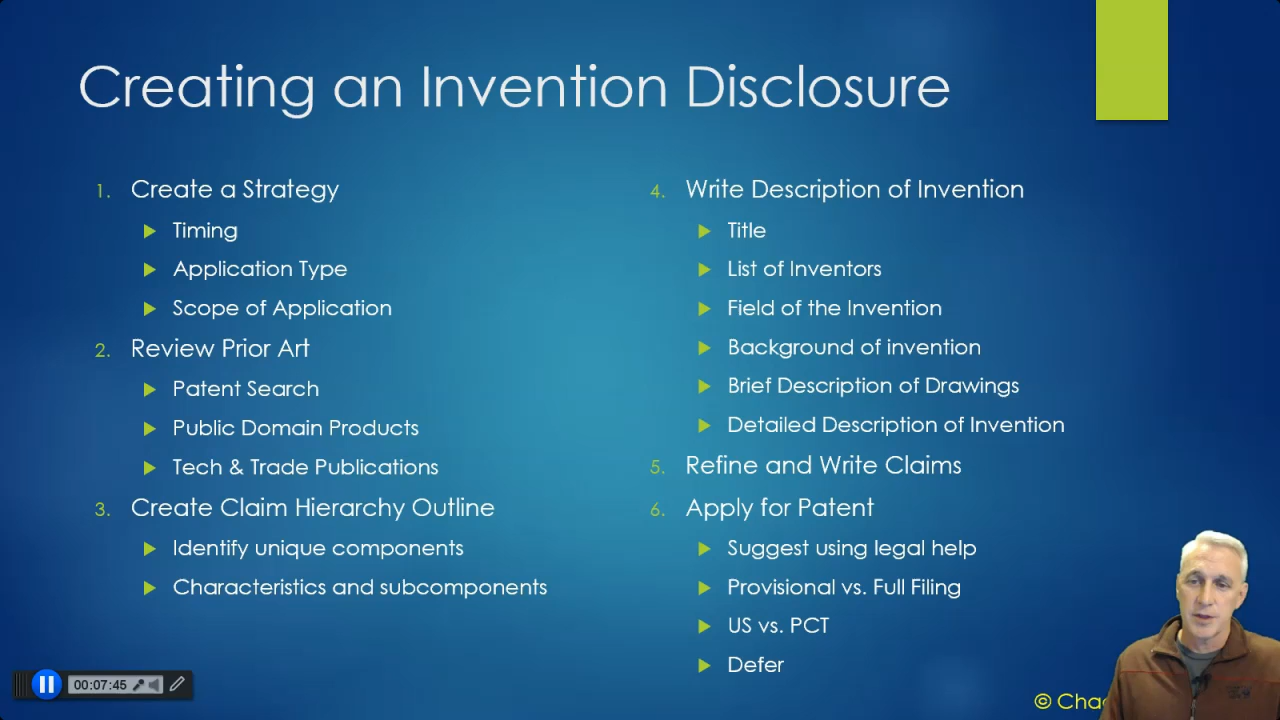 Creating an Invention Disclosure
1. Create a Strategy
Timing
Application Type
Scope of Application
2. Review Prior Art
Patent Search
Public Domain Products
Tech & Trade Publications
3. Create Claim Hierarchy Outline
Identify unique components
Characteristics and subcomponents
4. Write Description of Invention
Title
List of Inventors
Field of the Invention
Background of invention
Brief Description of Drawings
Detailed Description of Invention
5. Refine and Write Claims
6. Apply for Patent
Suggest using legal help
Provisional vs. Full Filing
US vs. PCT
Defer
00:07:45
©